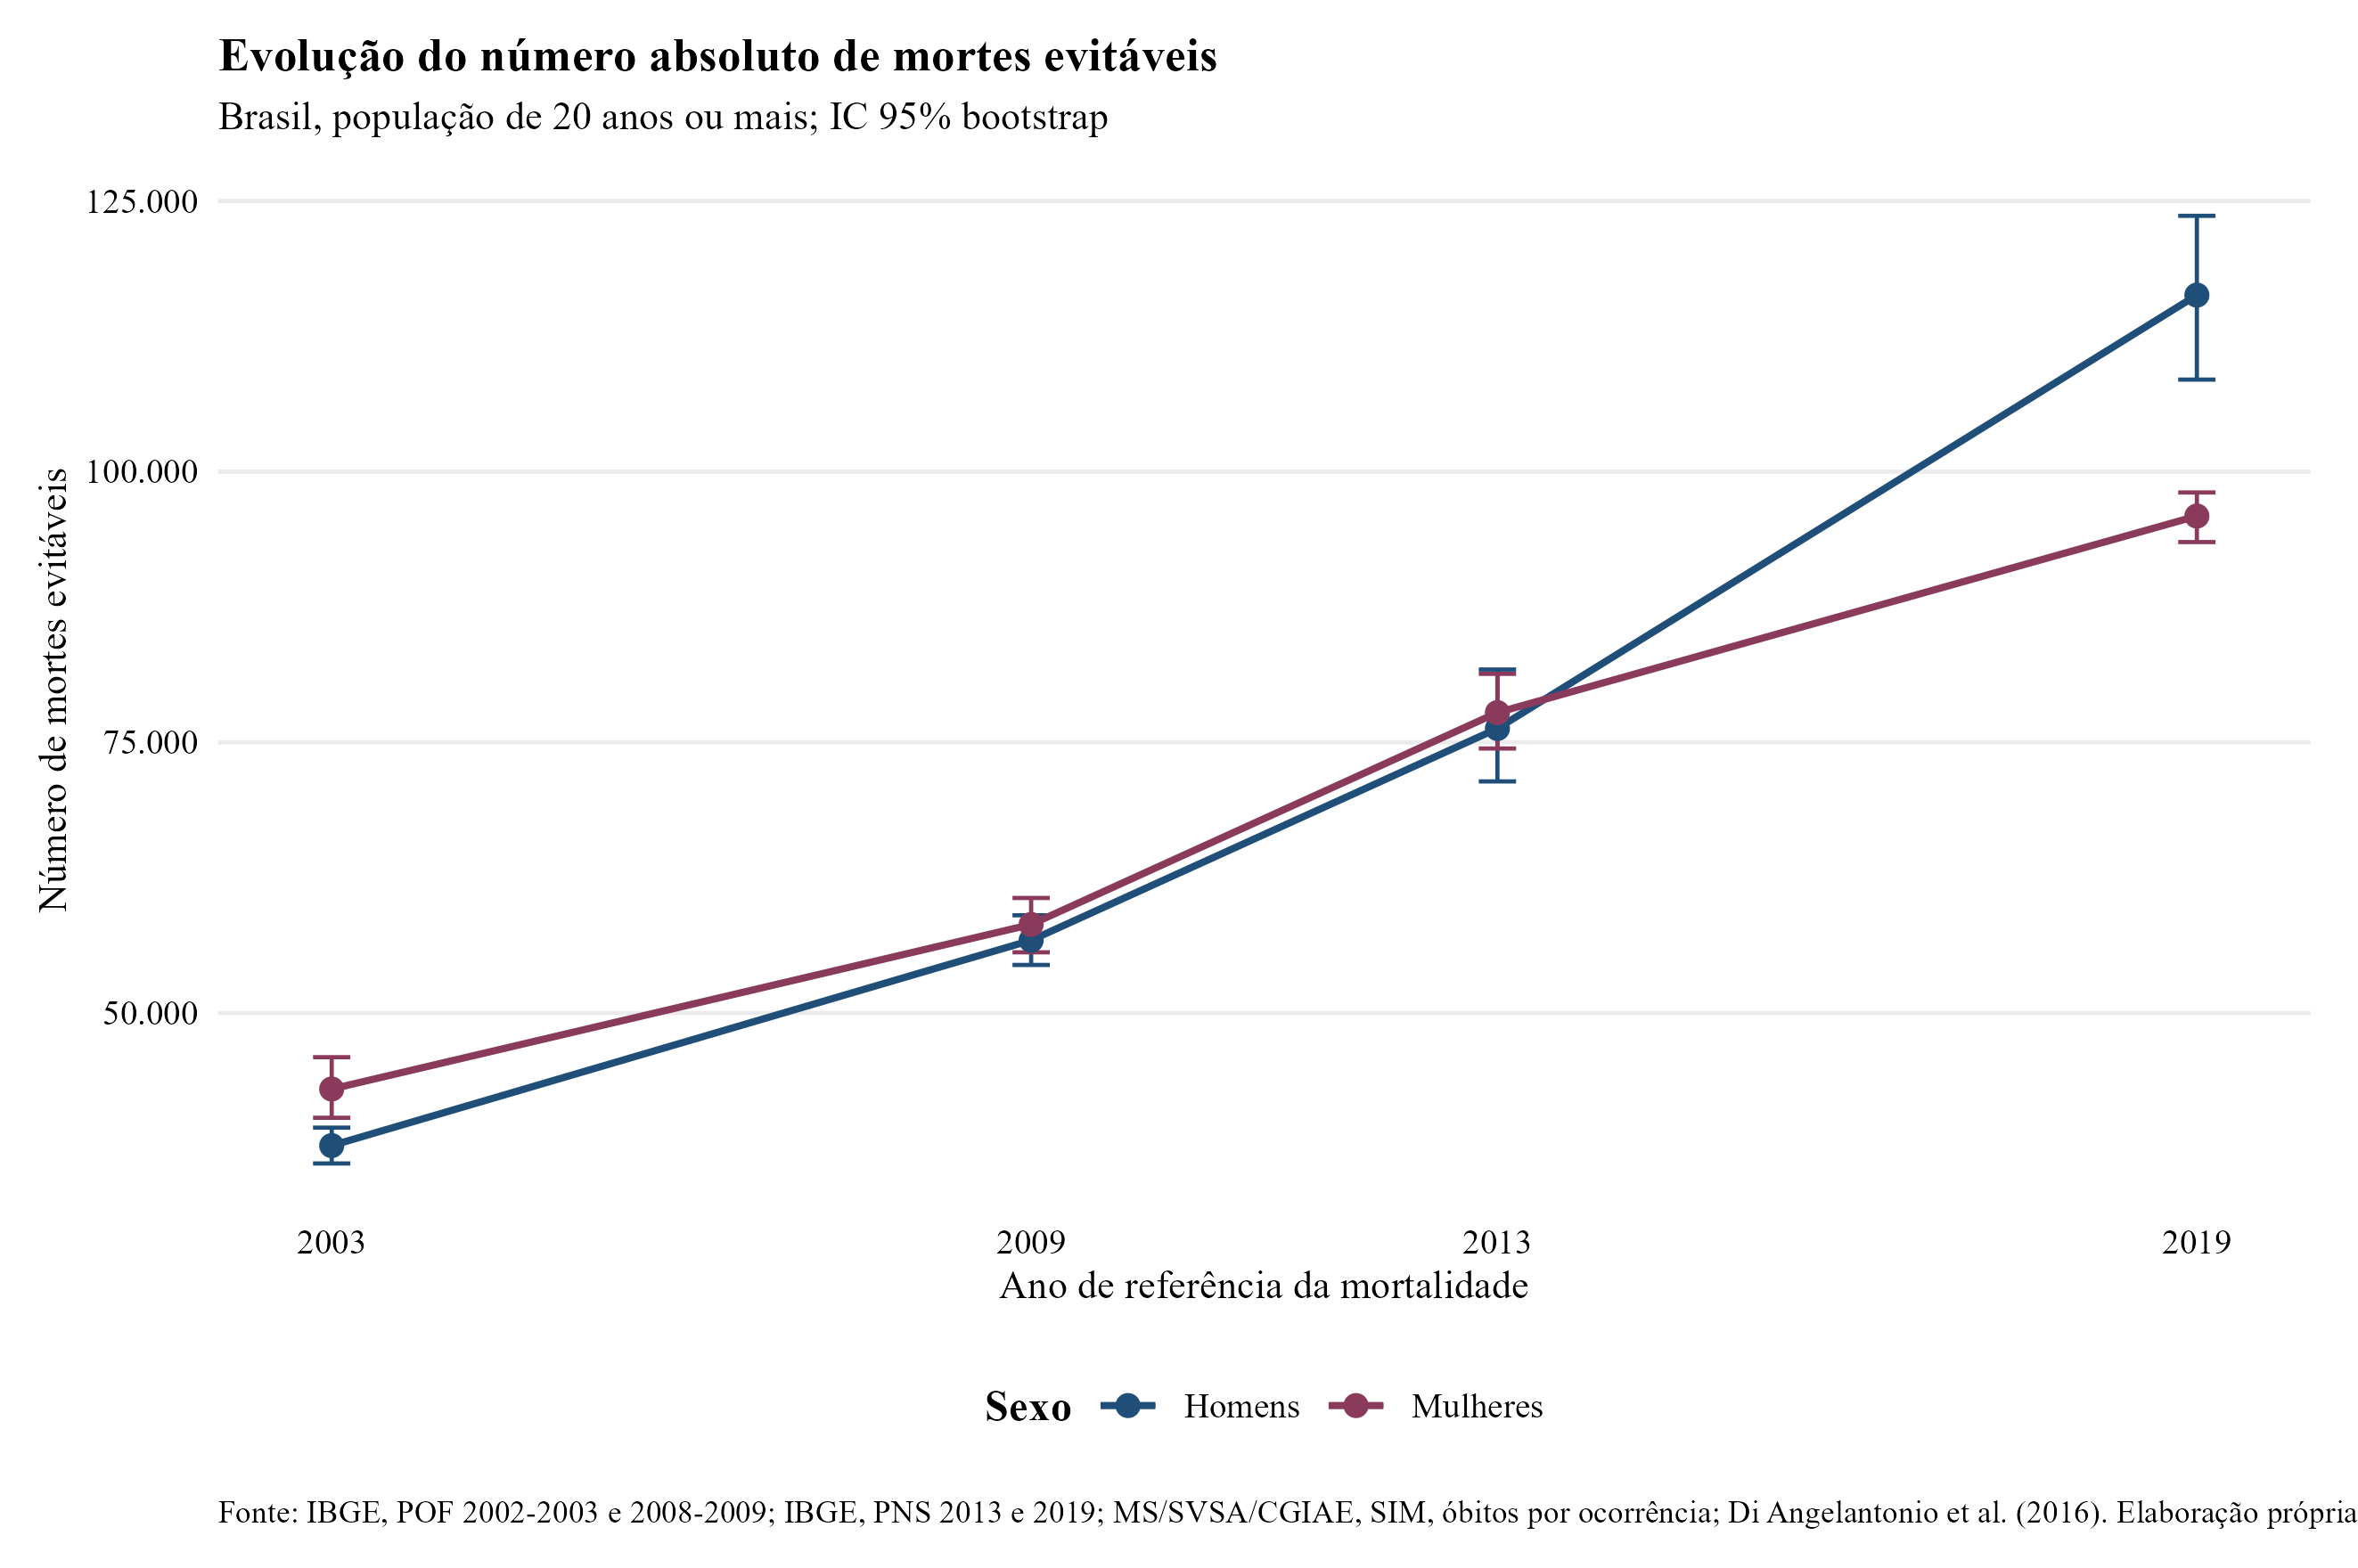 Evolução do número absoluto de mortes evitáveis
Brasil, população de 20 anos ou mais; IC 95% bootstrap
Número de mortes evitáveis
125.000
100.000
75.000
50.000
2003 2009 2013 2019
Ano de referência da mortalidade
Sexo Homens Mulheres
Fonte: IBGE, POF 2002-2003 e 2008-2009; IBGE, PNS 2013 e 2019; MS/SVSA/CGIAE, SIM, óbitos por ocorrência; Di Angelantonio et al. (2016). Elaboração própria